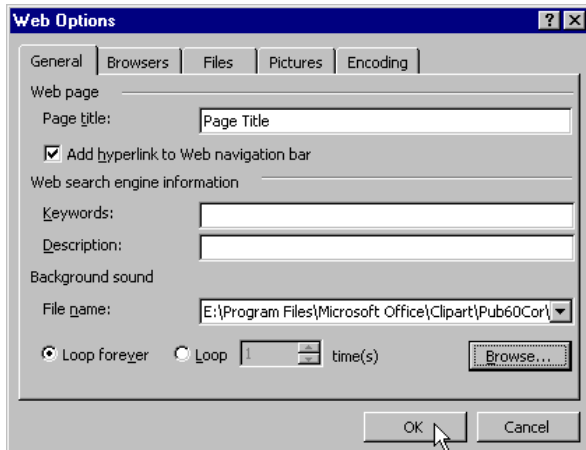 Web Options
General Browsers Files Pictures Encoding
Web page
Page title: Page Title
Add hyperlink to Web navigation bar
Web search engine information
Keywords:
Description:
Background sound
File name: E:\Program Files\Microsoft Office\Clipart\Pub60Cor\
Loop forever Loop 1 time(s) Browse...
OK Cancel